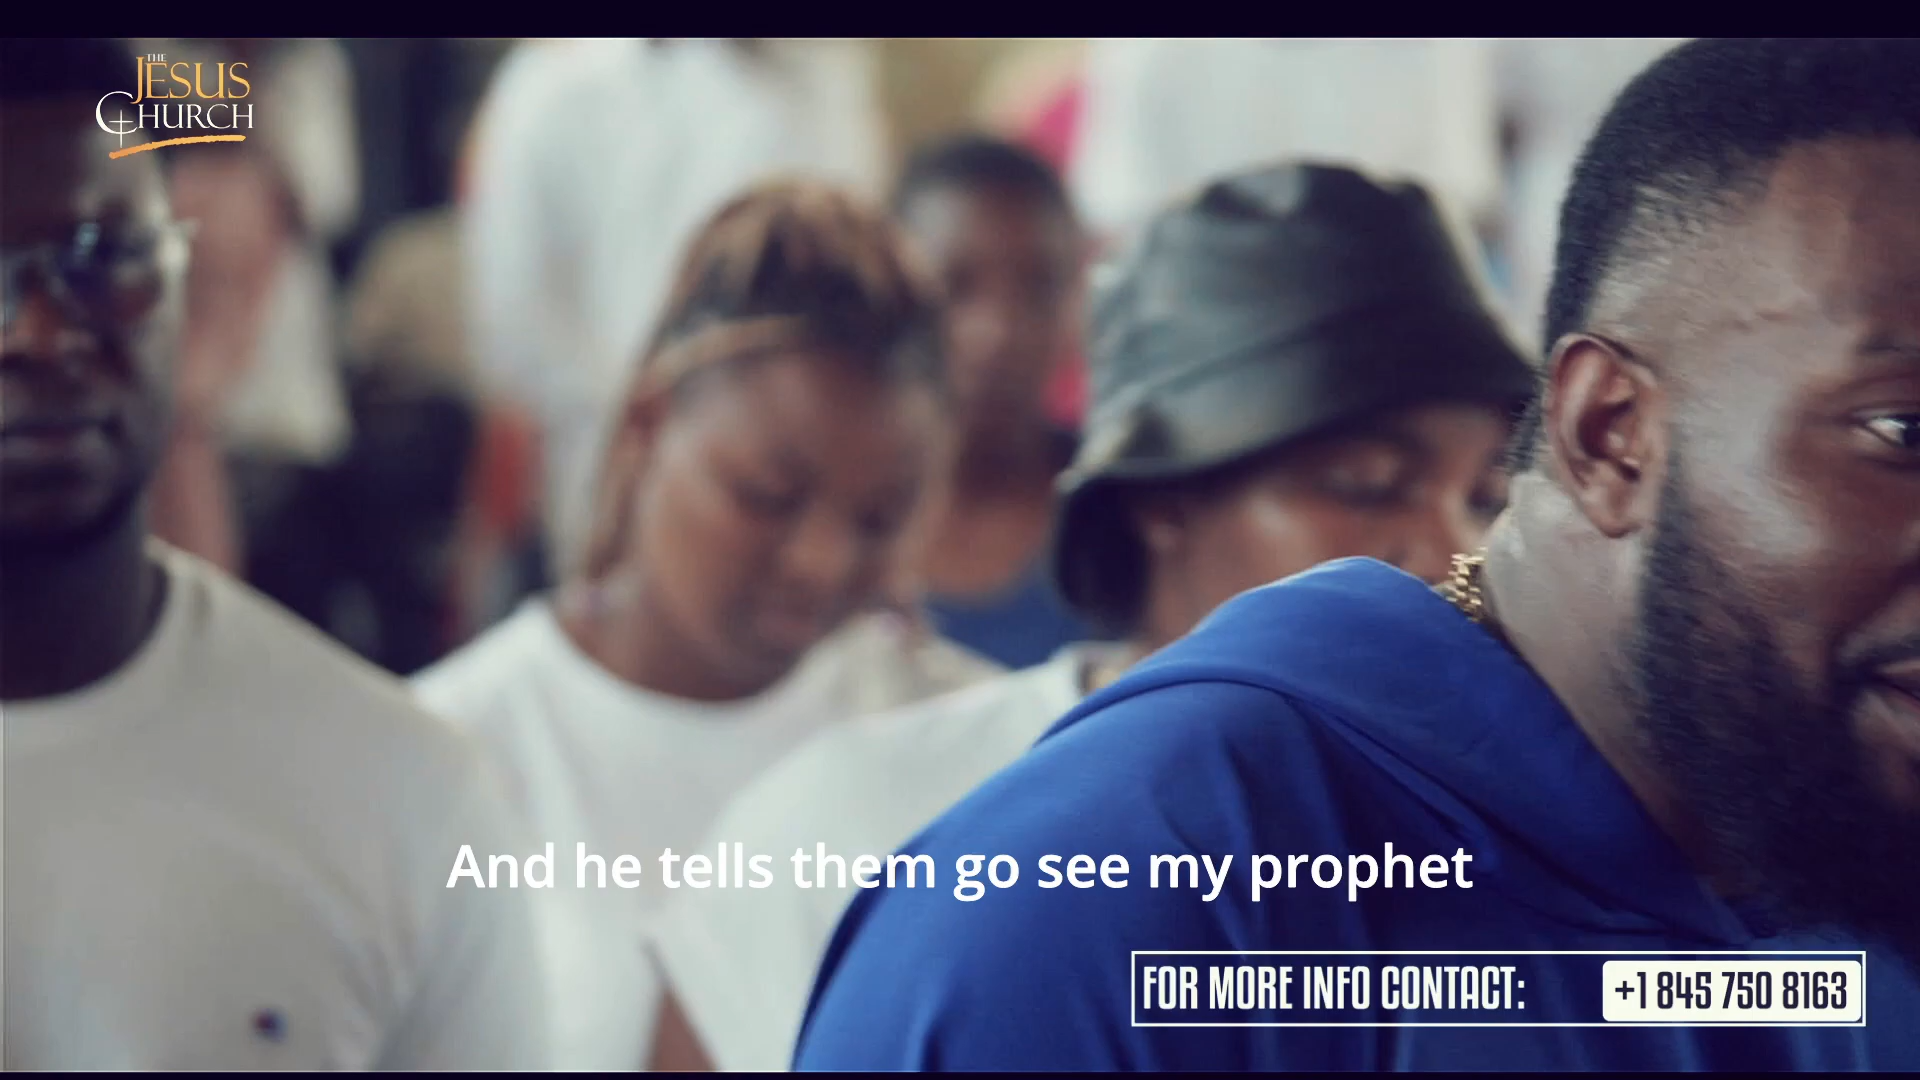 THE
JESUS
CHURCH
And he tells them go see my prophet
FOR MORE INFO CONTACT: +1 845 750 8163